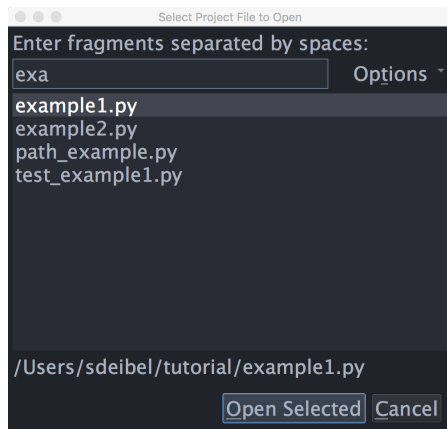 Select Project File to Open
Enter fragments separated by spaces:
exa Options
example1.py
example2.py
path_example.py
test_example1.py
/Users/sdeibel/tutorial/example1.py
Open Selected Cancel